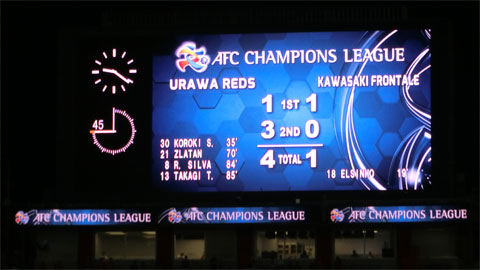 AFC CHAMPIONS LEAGUE
URAWA REDS KAWASAKI FRONTALE
1 1ST 1
3 2ND 0
4 TOTAL 1
45
30 KOROKI S. 35'
21 ZLATAN 70'
8 R. SILVA 84'
13 TAKAGI T. 85'
18 ELSINHO 19'
AFC CHAMPIONS LEAGUE AFC CHAMPIONS LEAGUE AFC CHAMPIONS LEAGUE